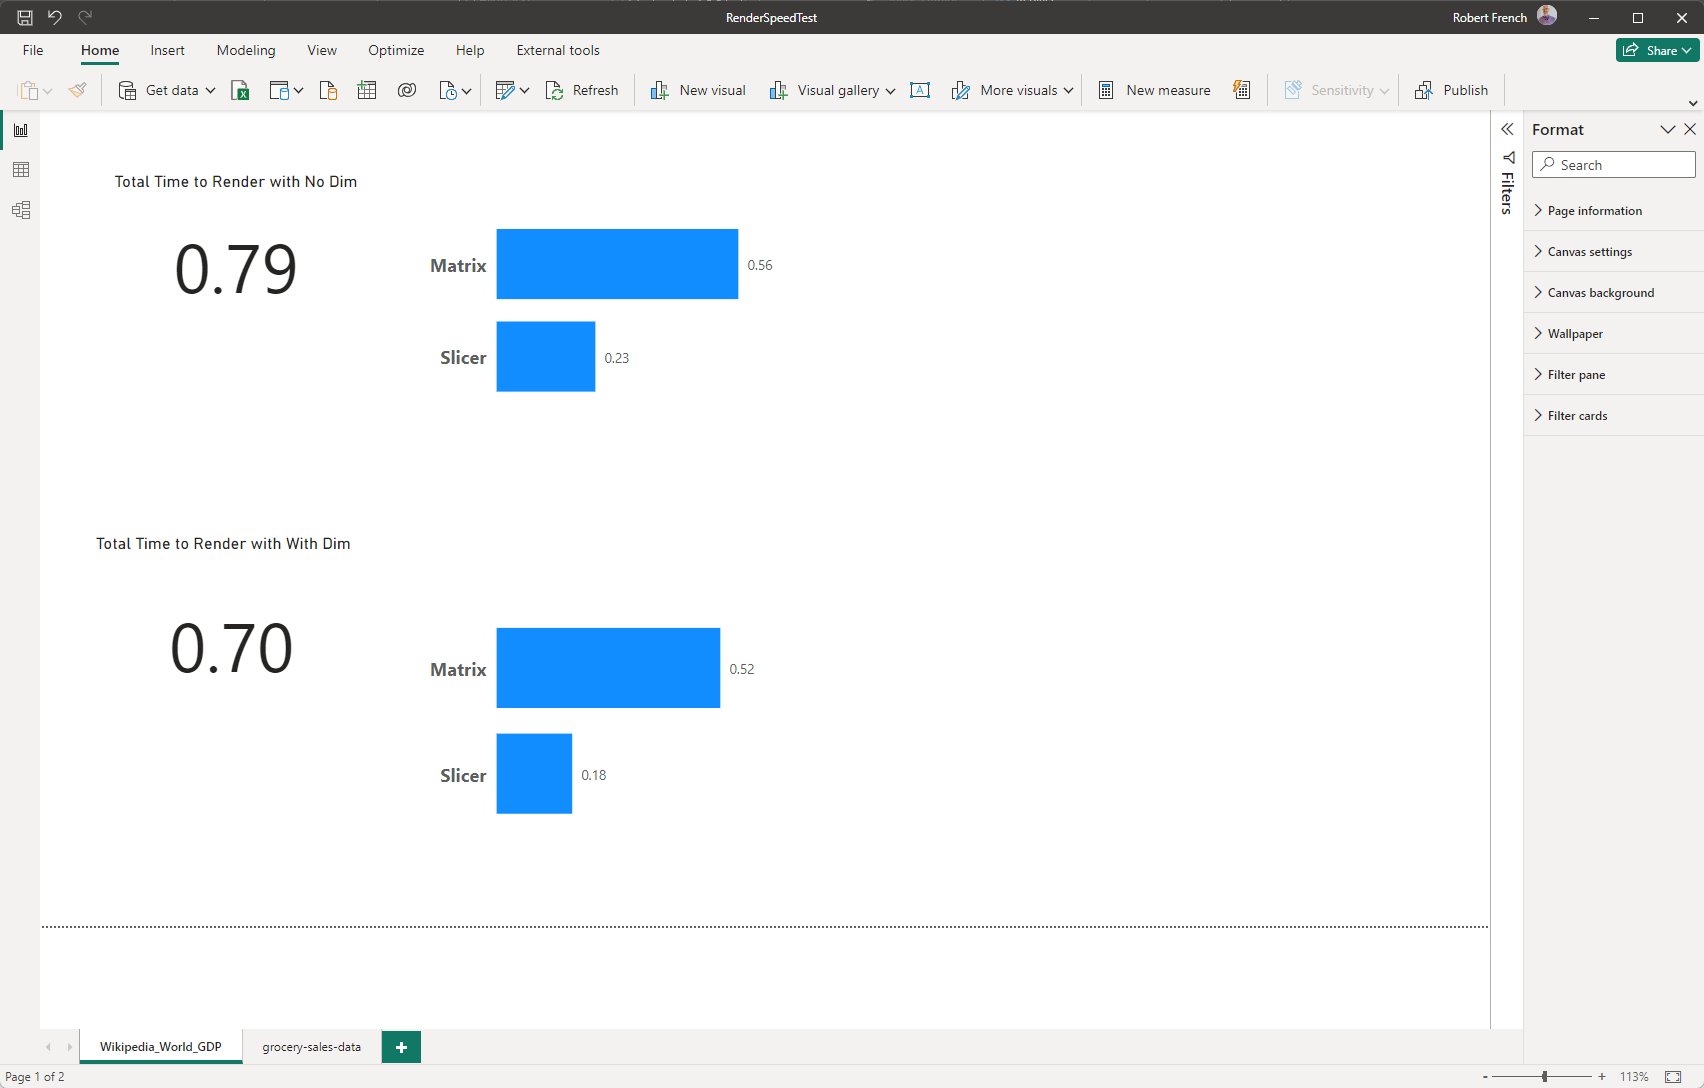 RenderSpeedTest
Robert French
File Home Insert Modeling View Optimize Help External tools
Share
Get data
Refresh
New visual
Visual gallery
A
More visuals
New measure
Sensitivity
Publish
Format
Search
Filters
Page information
Canvas settings
Canvas background
Wallpaper
Filter pane
Filter cards
Total Time to Render with No Dim
0.79
Matrix 0.56
Slicer 0.23
Total Time to Render with With Dim
0.70
Matrix 0.52
Slicer 0.18
Wikipedia_World_GDP grocery-sales-data +
Page 1 of 2
- + 113%